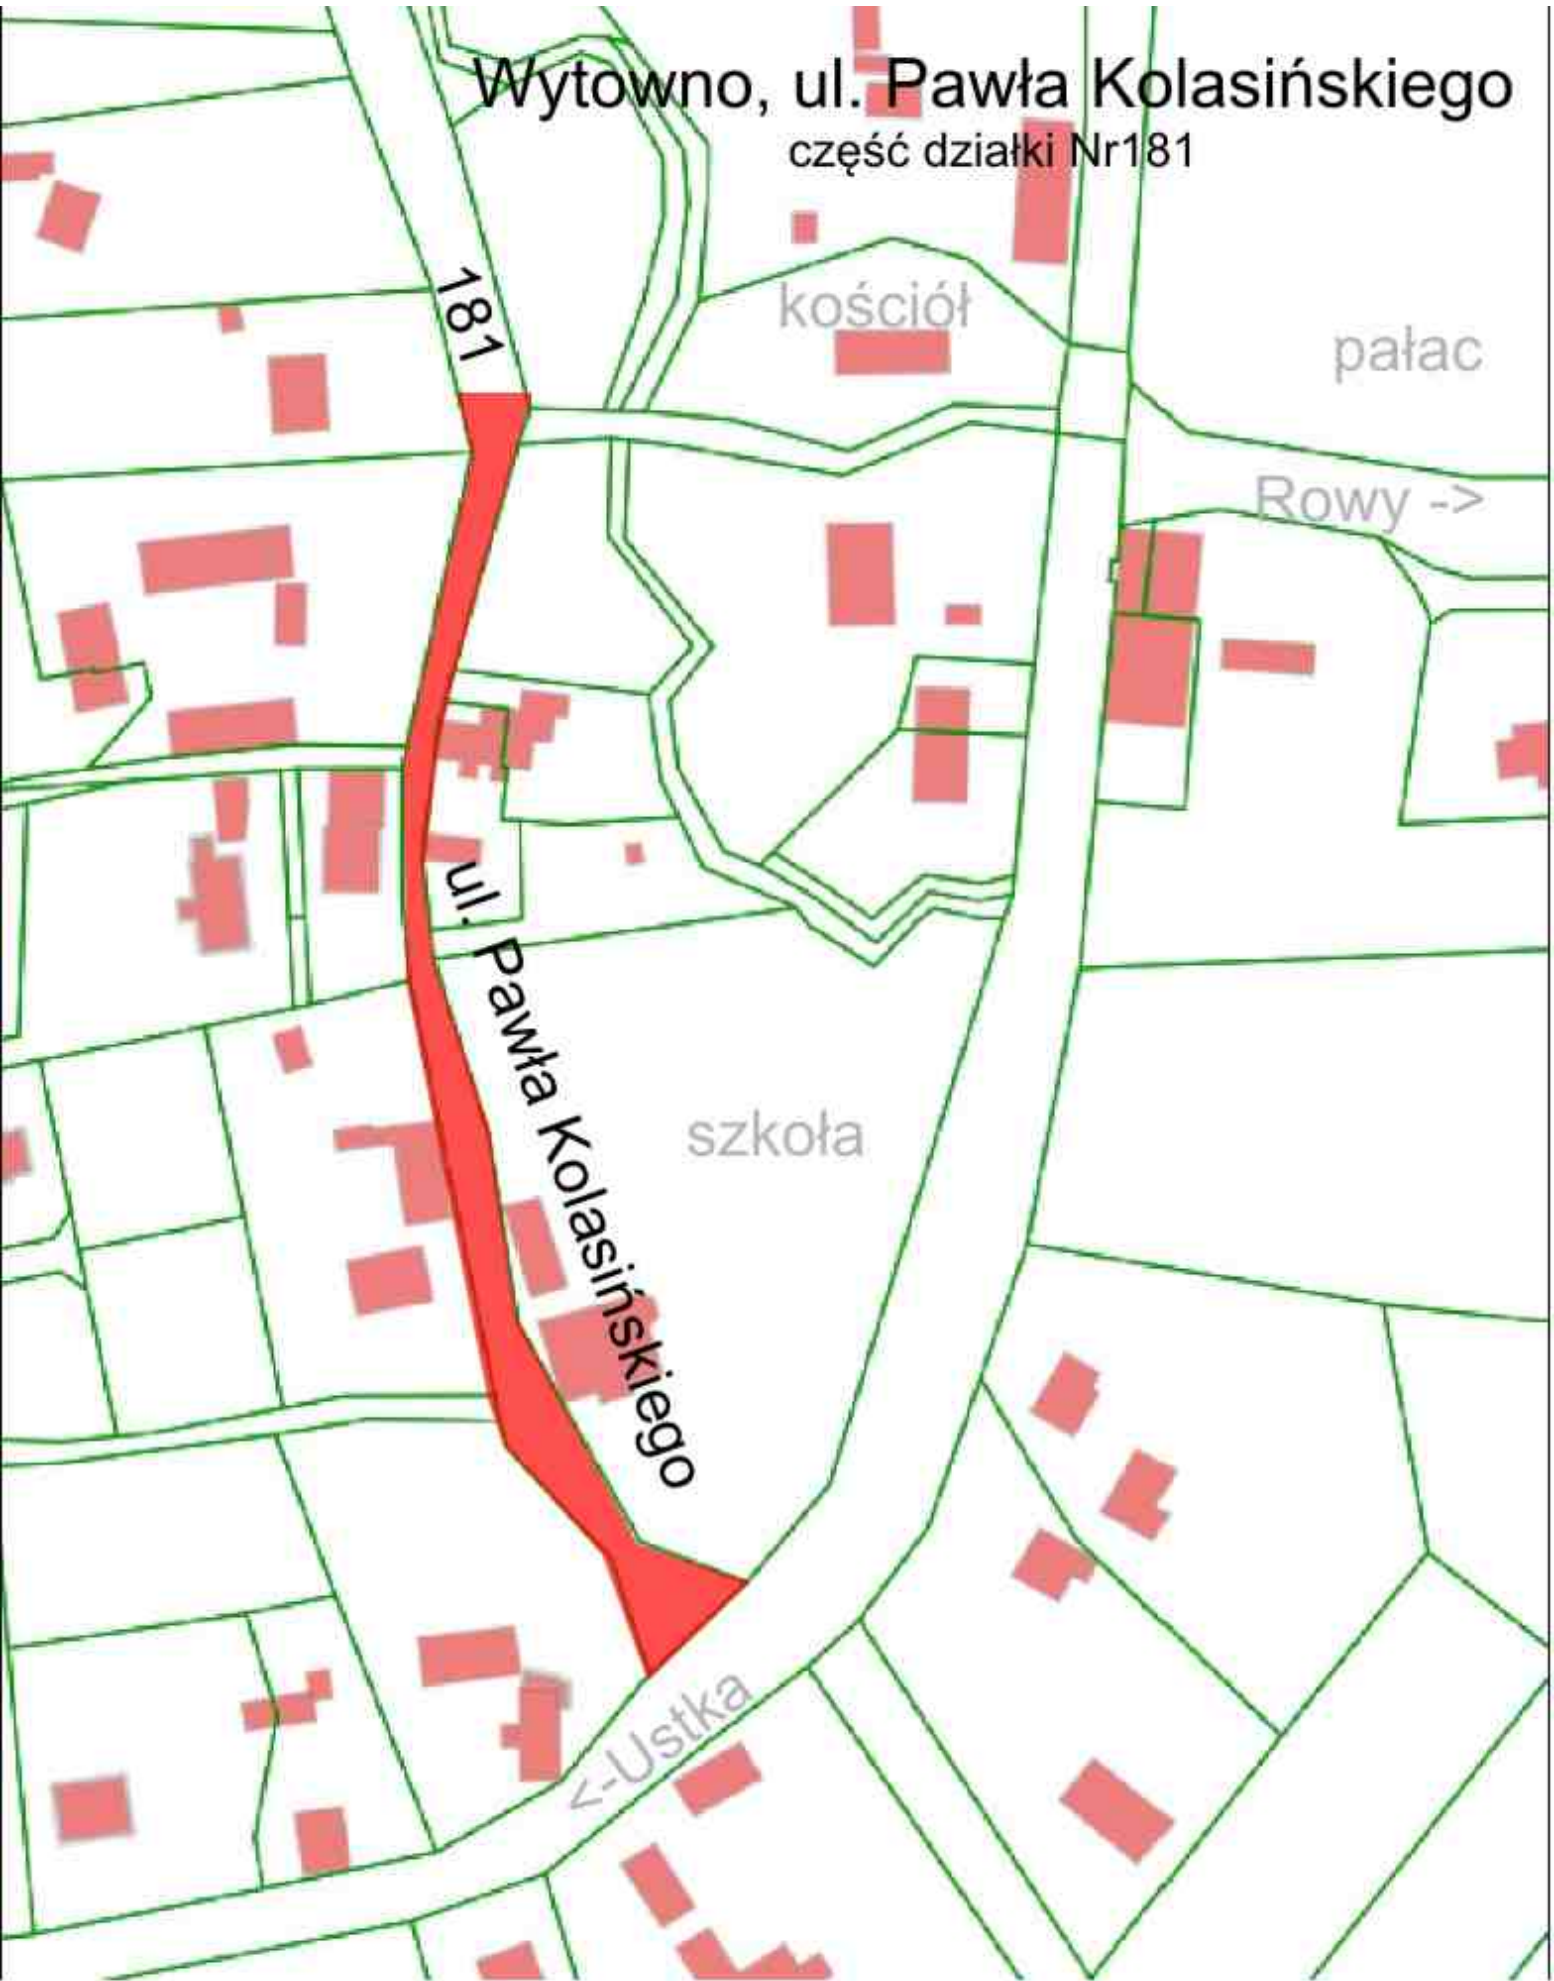 Wytowno, ul. Pawła Kolasińskiego
część działki Nr181
181
kościół
pałac
Rowy ->
ul. Pawła Kolasińskiego
szkoła
<-Ustka